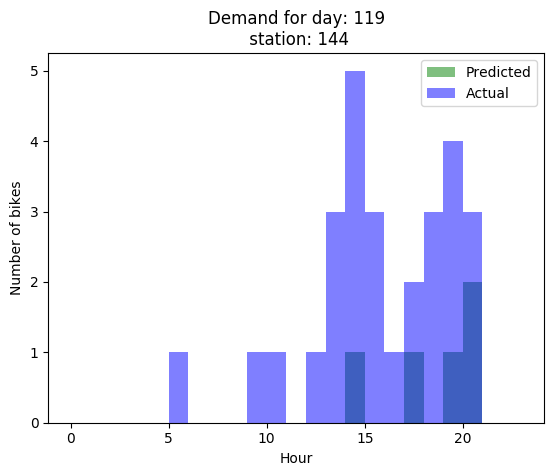 Demand for day: 119
station: 144
Predicted
Actual
Number of bikes
5
4
3
2
1
0
0
5
10
15
20
Hour